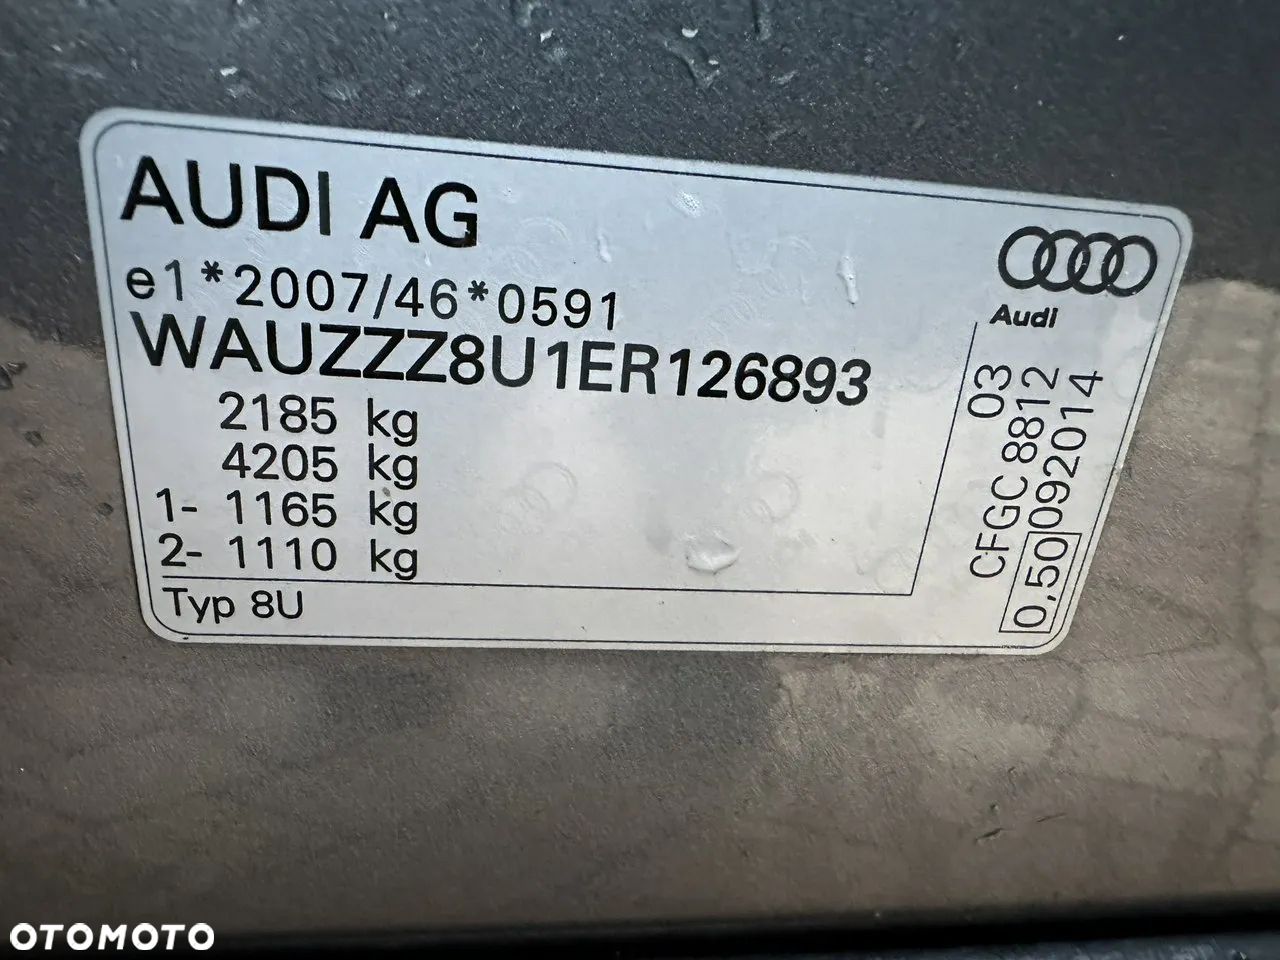 AUDI AG
e1*2007/46*0591
WAUZZZ8U1ER126893
2185 kg
4205 kg
1- 1165 kg
2- 1110 kg
Typ 8U
Audi
03
CFGC 8812
0,50 092014
OTOMOTO